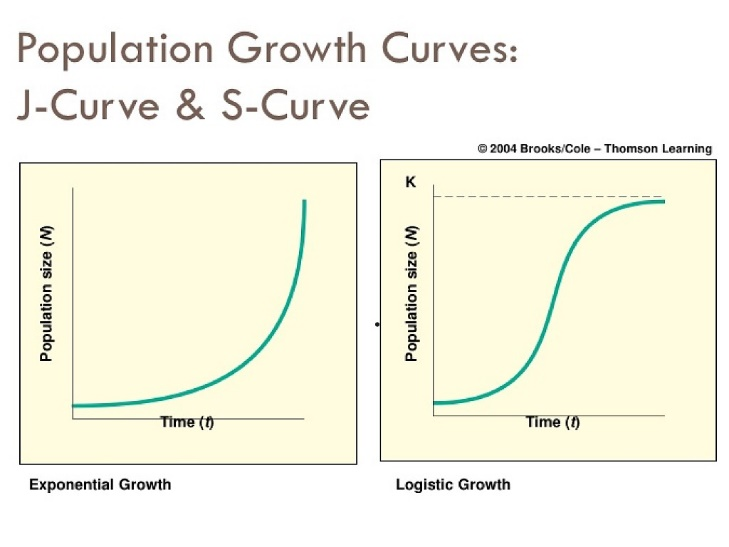 Population Growth Curves:
J-Curve & S-Curve
© 2004 Brooks/Cole – Thomson Learning
Population size (N)
Time (t)
Exponential Growth
K
Population size (N)
Time (t)
Logistic Growth